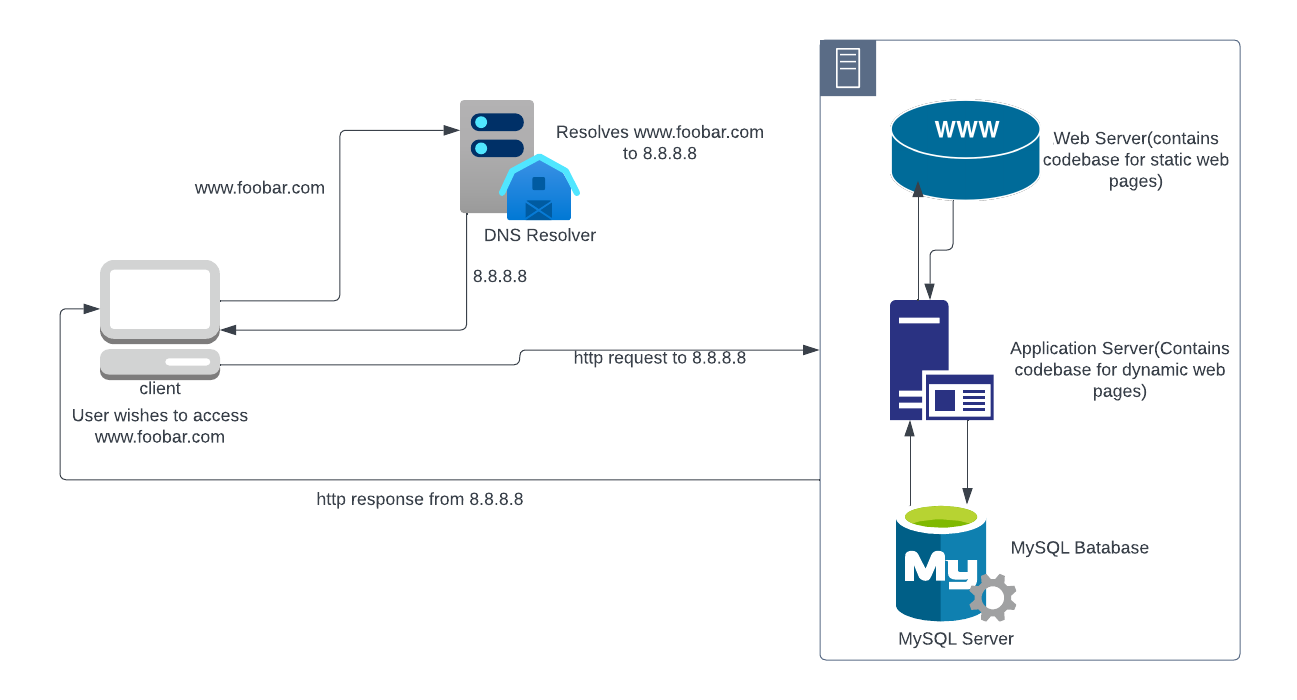 WWW
Web Server(contains
codebase for static web
pages)
Resolves www.foobar.com
to 8.8.8.8
www.foobar.com
DNS Resolver
8.8.8.8
http request to 8.8.8.8
Application Server(Contains
codebase for dynamic web
pages)
client
User wishes to access
www.foobar.com
http response from 8.8.8.8
My
MySQL Batabase
MySQL Server